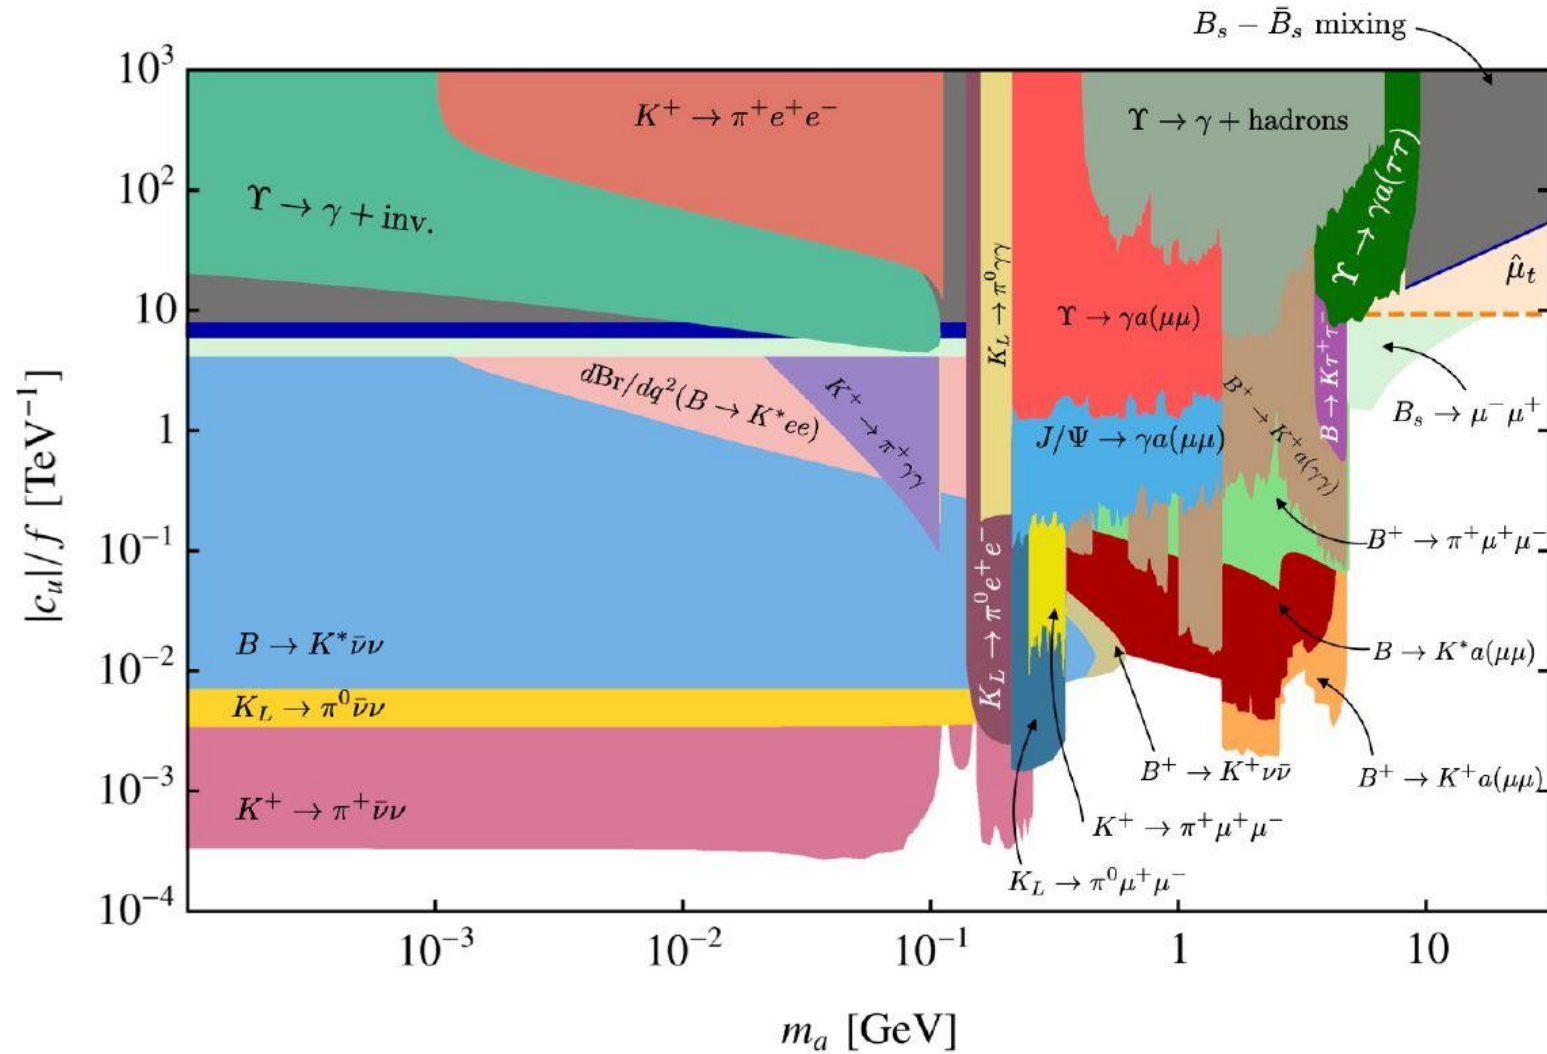 B_s − B̄_s mixing
10^3
K^+ → π^+e^+e^−
Υ → γ + hadrons
Υ → γa(ττ)
10^2
Υ → γ + inv.
K_L → π^0γγ
μ̂_t
10
Υ → γa(μμ)
B → Kτ^+τ^−
dBr/dq^2(B → K^*ee)
K^+ → π^+γγ
B^+ → K^+a(γγ)
B_s → μ^−μ^+
1
J/Ψ → γa(μμ)
|c_u|/f [TeV^−1]
10^−1
B^+ → π^+μ^+μ^−
K_L → π^0e^+e^−
B → K^*ν̄ν
B → K^*a(μμ)
10^−2
K_L → π^0ν̄ν
B^+ → K^+νν̄
B^+ → K^+a(μμ)
10^−3
K^+ → π^+ν̄ν
K^+ → π^+μ^+μ^−
K_L → π^0μ^+μ^−
10^−4
10^−3 10^−2 10^−1 1 10
m_a [GeV]